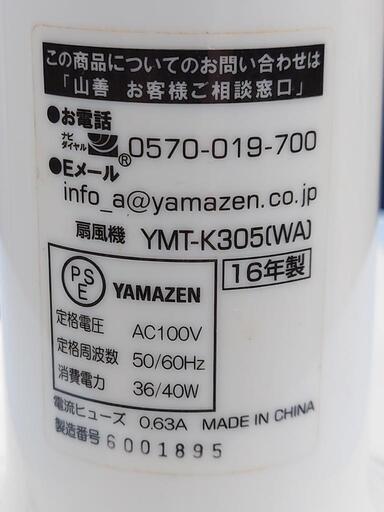 この商品についてのお問い合わせは
「山善 お客様ご相談窓口」
●お電話
ナビダイヤル ® 0570-019-700
●Eメール
info_a@yamazen.co.jp
扇風機 YMT-K305(WA)
16年製
PSE YAMAZEN
定格電圧 AC100V
定格周波数 50/60Hz
消費電力 36/40W
電流ヒューズ 0.63A MADE IN CHINA
製造番号 6001895